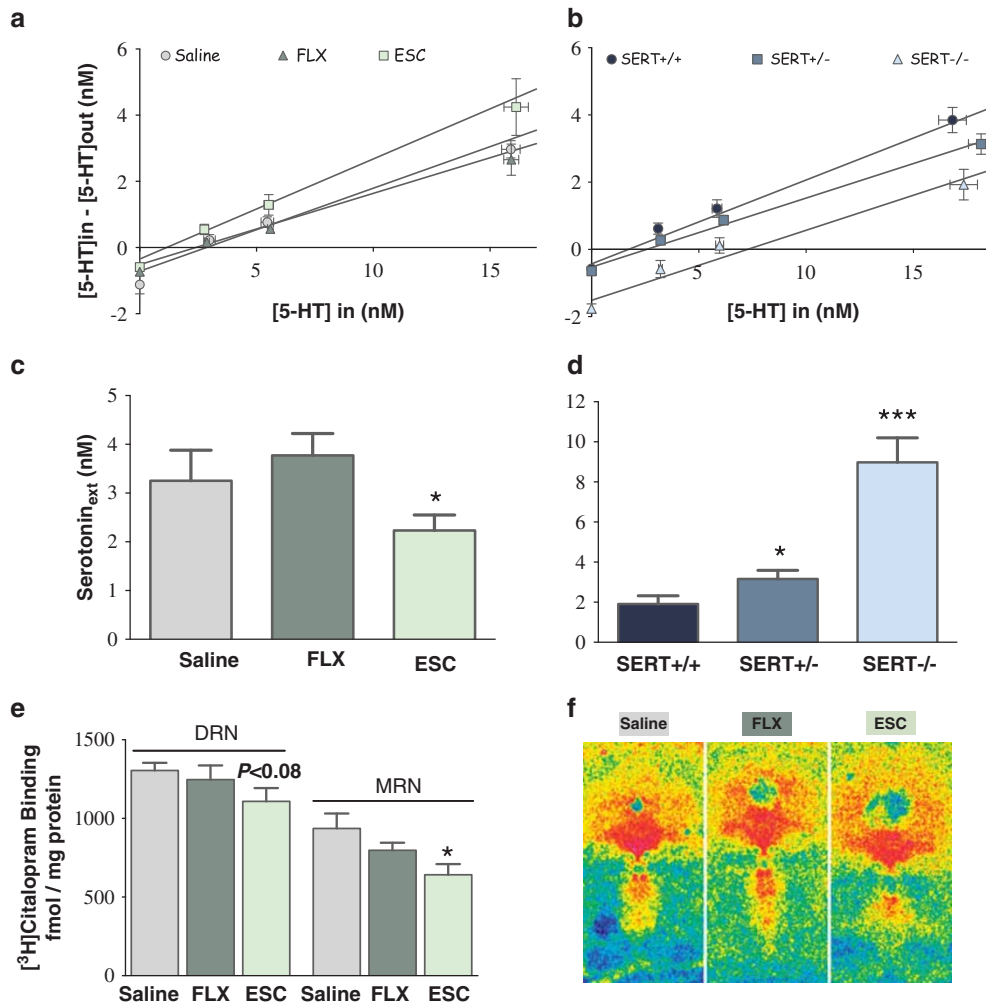 a
6
4
2
0
-2
Saline
FLX
ESC
5
10
15
[5-HT]in - [5-HT]out (nM)
[5-HT] in (nM)
b
6
4
2
0
-2
SERT+/+
SERT+/-
SERT-/-
5
10
15
[5-HT] in (nM)
c
5
4
3
2
1
0
Serotonin_ext (nM)
*
Saline
FLX
ESC
d
12
10
8
6
4
2
0
*
***
SERT+/+
SERT+/-
SERT-/-
e
1500
1000
500
0
[³H]Citalopram Binding
fmol / mg protein
DRN
P<0.08
MRN
*
Saline
FLX
ESC
Saline
FLX
ESC
f
Saline
FLX
ESC